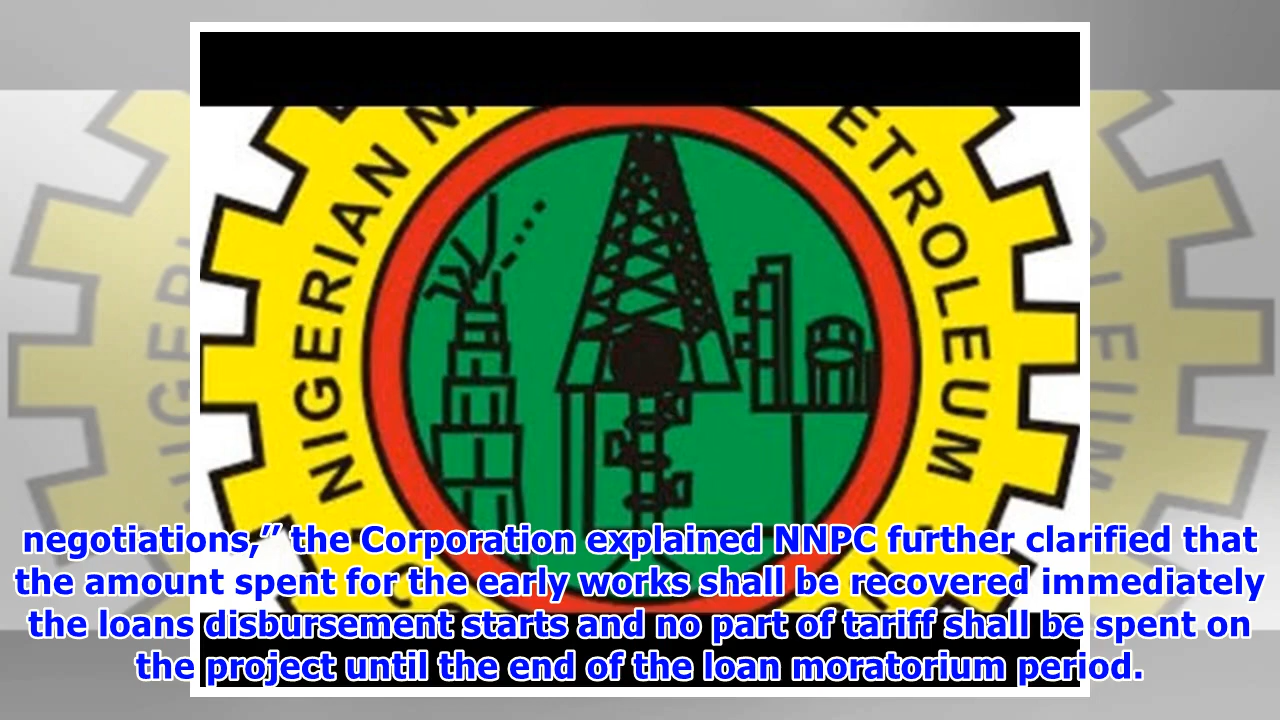 NIGERIAN
PETROLEUM
negotiations,” the Corporation explained NNPC further clarified that
the amount spent for the early works shall be recovered immediately
the loans disbursement starts and no part of tariff shall be spent on
the project until the end of the loan moratorium period.